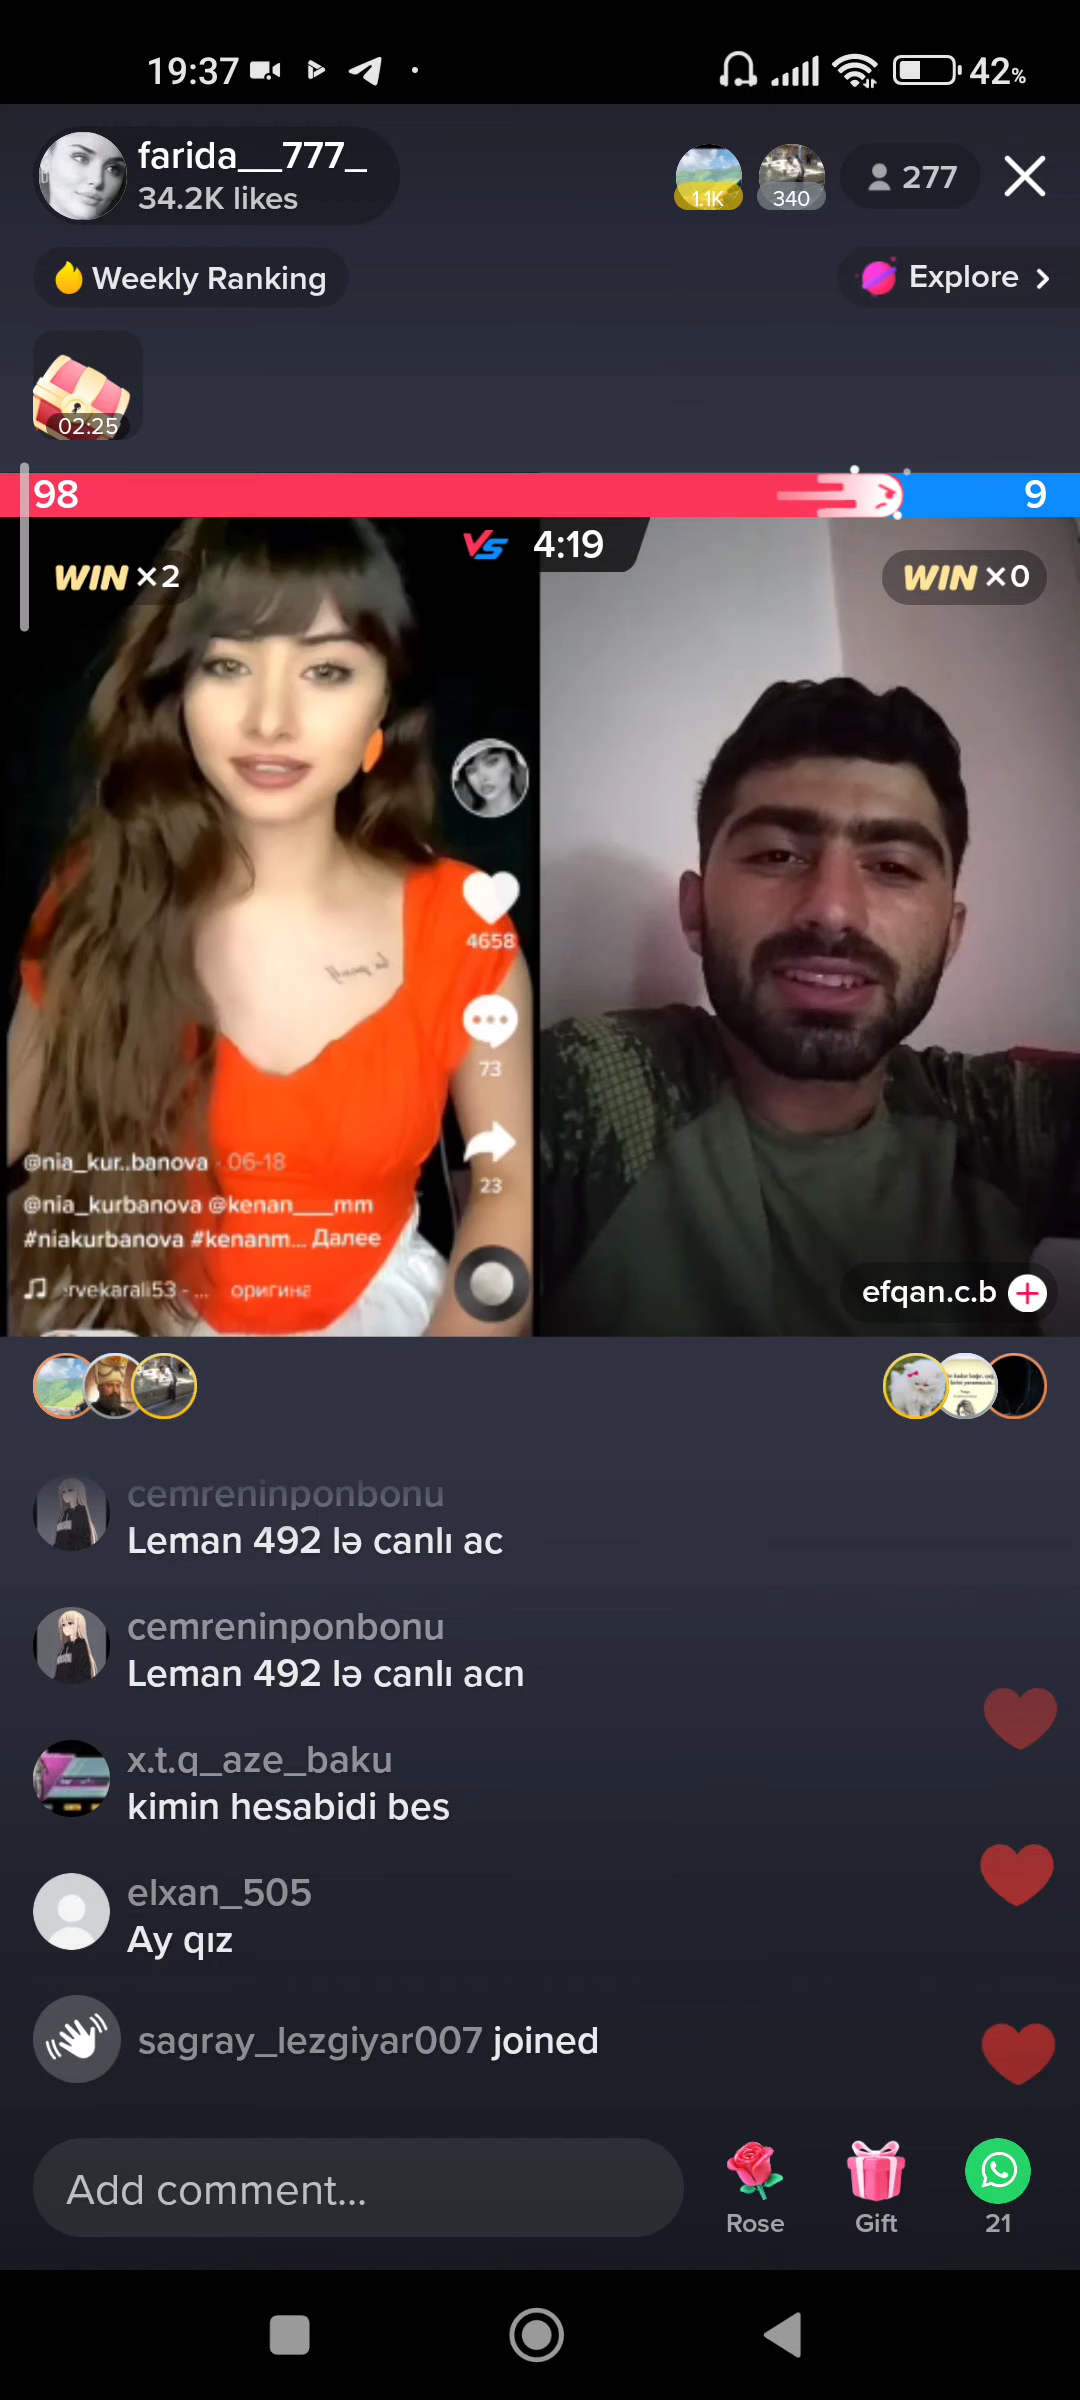 19:37
42%
farida__777_
34.2K likes
1.1K
340
277
Weekly Ranking
Explore
02:25
98
9
VS 4:19
WIN ×2
WIN ×0
4658
73
23
@nia_kur..banova · 06-18
@nia_kurbanova @kenan___mm
#niakurbanova #kenanm... Далее
rvekarali53 - ... оригина
efqan.c.b
cemreninponbonu
Leman 492 lə canlı ac
cemreninponbonu
Leman 492 lə canlı acn
x.t.q_aze_baku
kimin hesabidi bes
elxan_505
Ay qız
sagray_lezgiyar007 joined
Add comment...
Rose
Gift
21